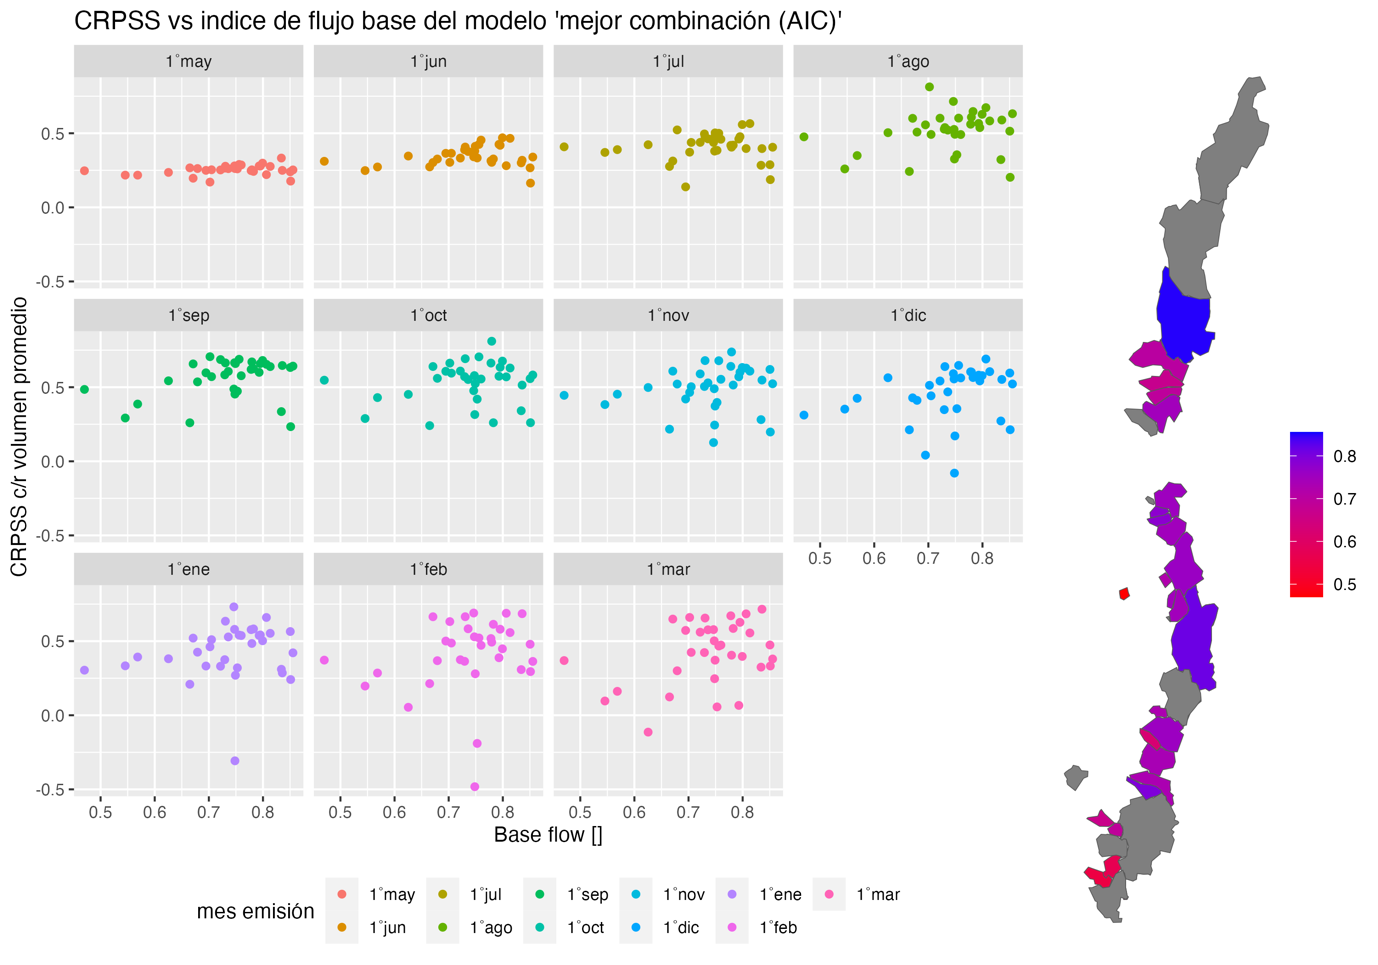 CRPSS vs indice de flujo base del modelo 'mejor combinación (AIC)'
1°may
1°jun
1°jul
1°ago
0.5
0.0
-0.5
1°sep
1°oct
1°nov
1°dic
0.5
0.0
-0.5
0.5 0.6 0.7 0.8
1°ene
1°feb
1°mar
0.5
0.0
-0.5
0.5 0.6 0.7 0.8
0.5 0.6 0.7 0.8
0.5 0.6 0.7 0.8
CRPSS c/r volumen promedio
Base flow []
mes emisión
1°may
1°jul
1°sep
1°nov
1°ene
1°mar
1°jun
1°ago
1°oct
1°dic
1°feb
0.8
0.7
0.6
0.5